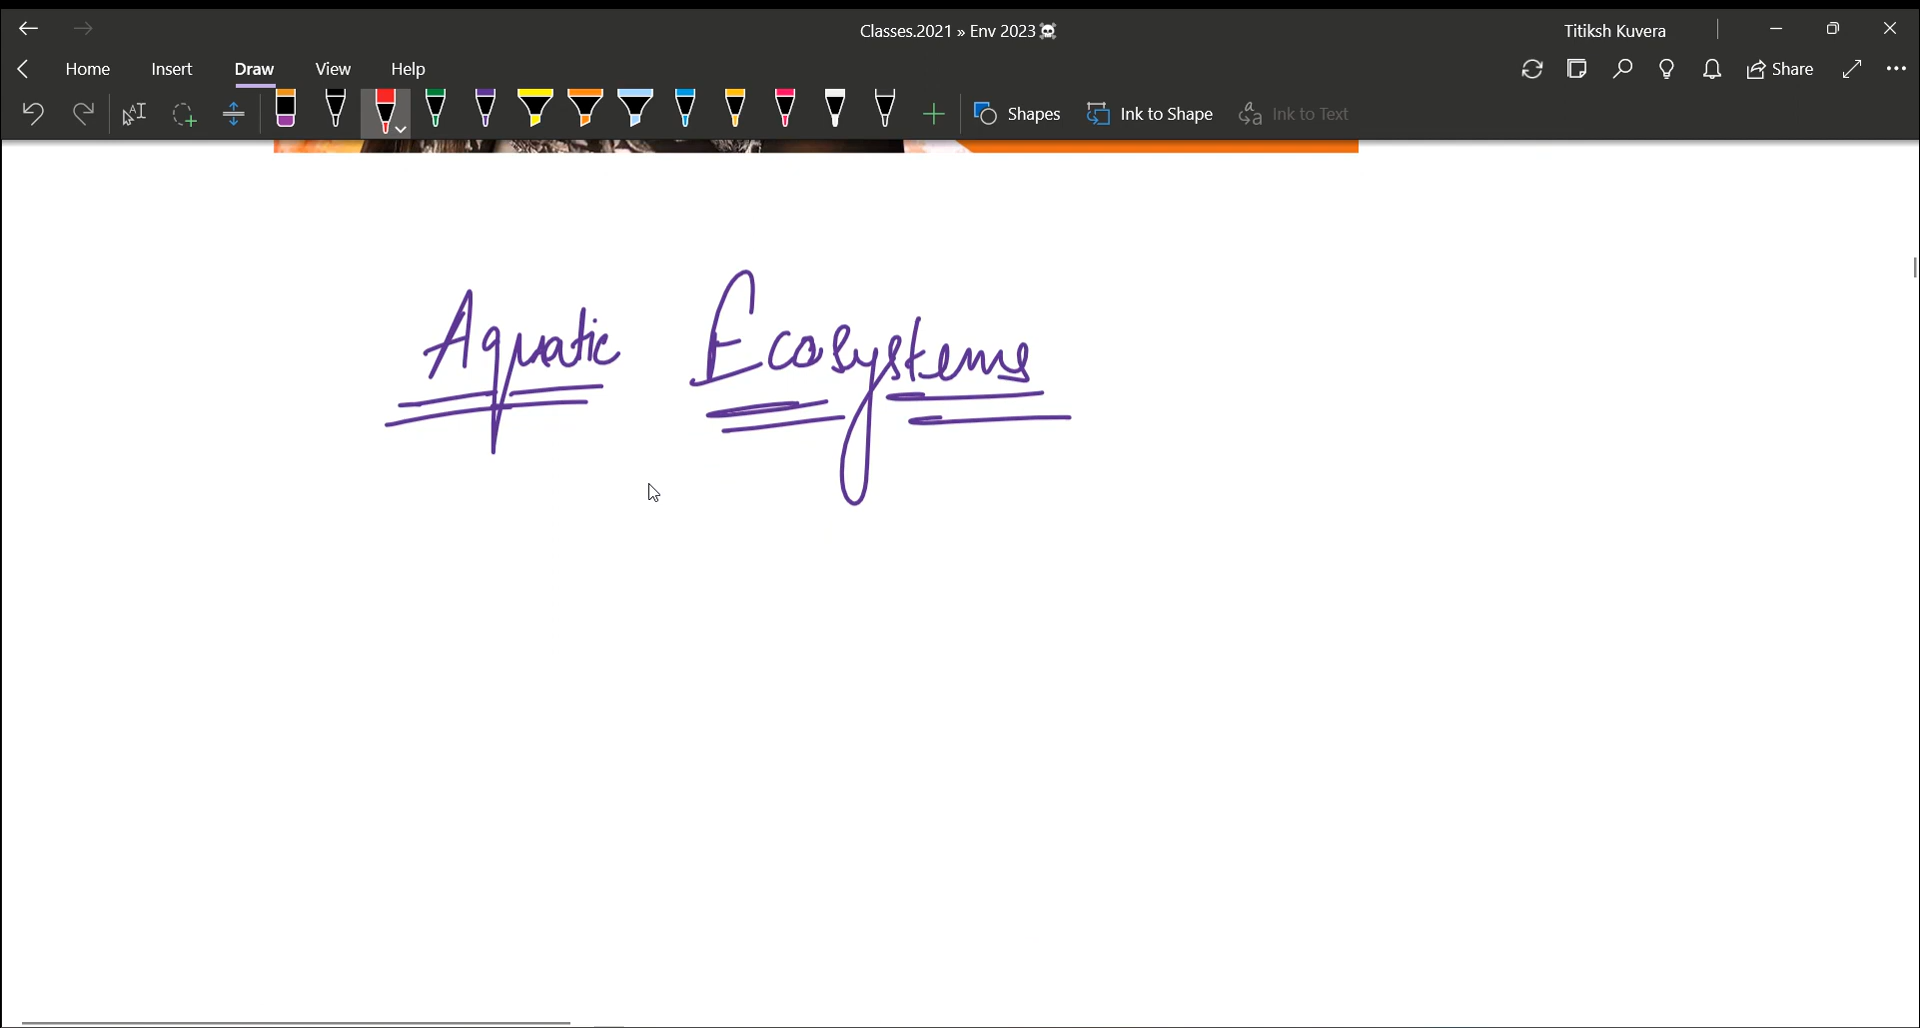 Classes.2021 » Env 2023☠
Titiksh Kuvera
Home Insert Draw View Help
Share
Shapes Ink to Shape Ink to Text
Aquatic Ecosystems